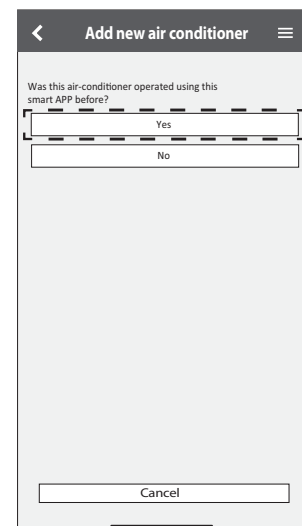 Add new air conditioner
Was this air-conditioner operated using this
smart APP before?
Yes
No
Cancel